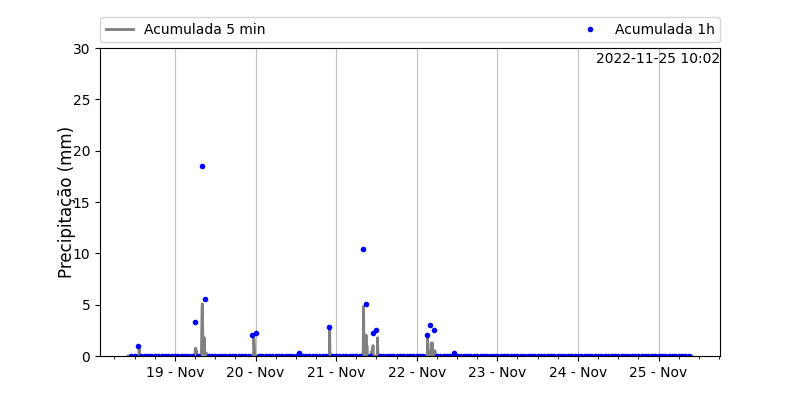 Acumulada 5 min
Acumulada 1h
2022-11-25 10:02
30
25
20
15
10
5
0
Precipitação (mm)
19 - Nov
20 - Nov
21 - Nov
22 - Nov
23 - Nov
24 - Nov
25 - Nov